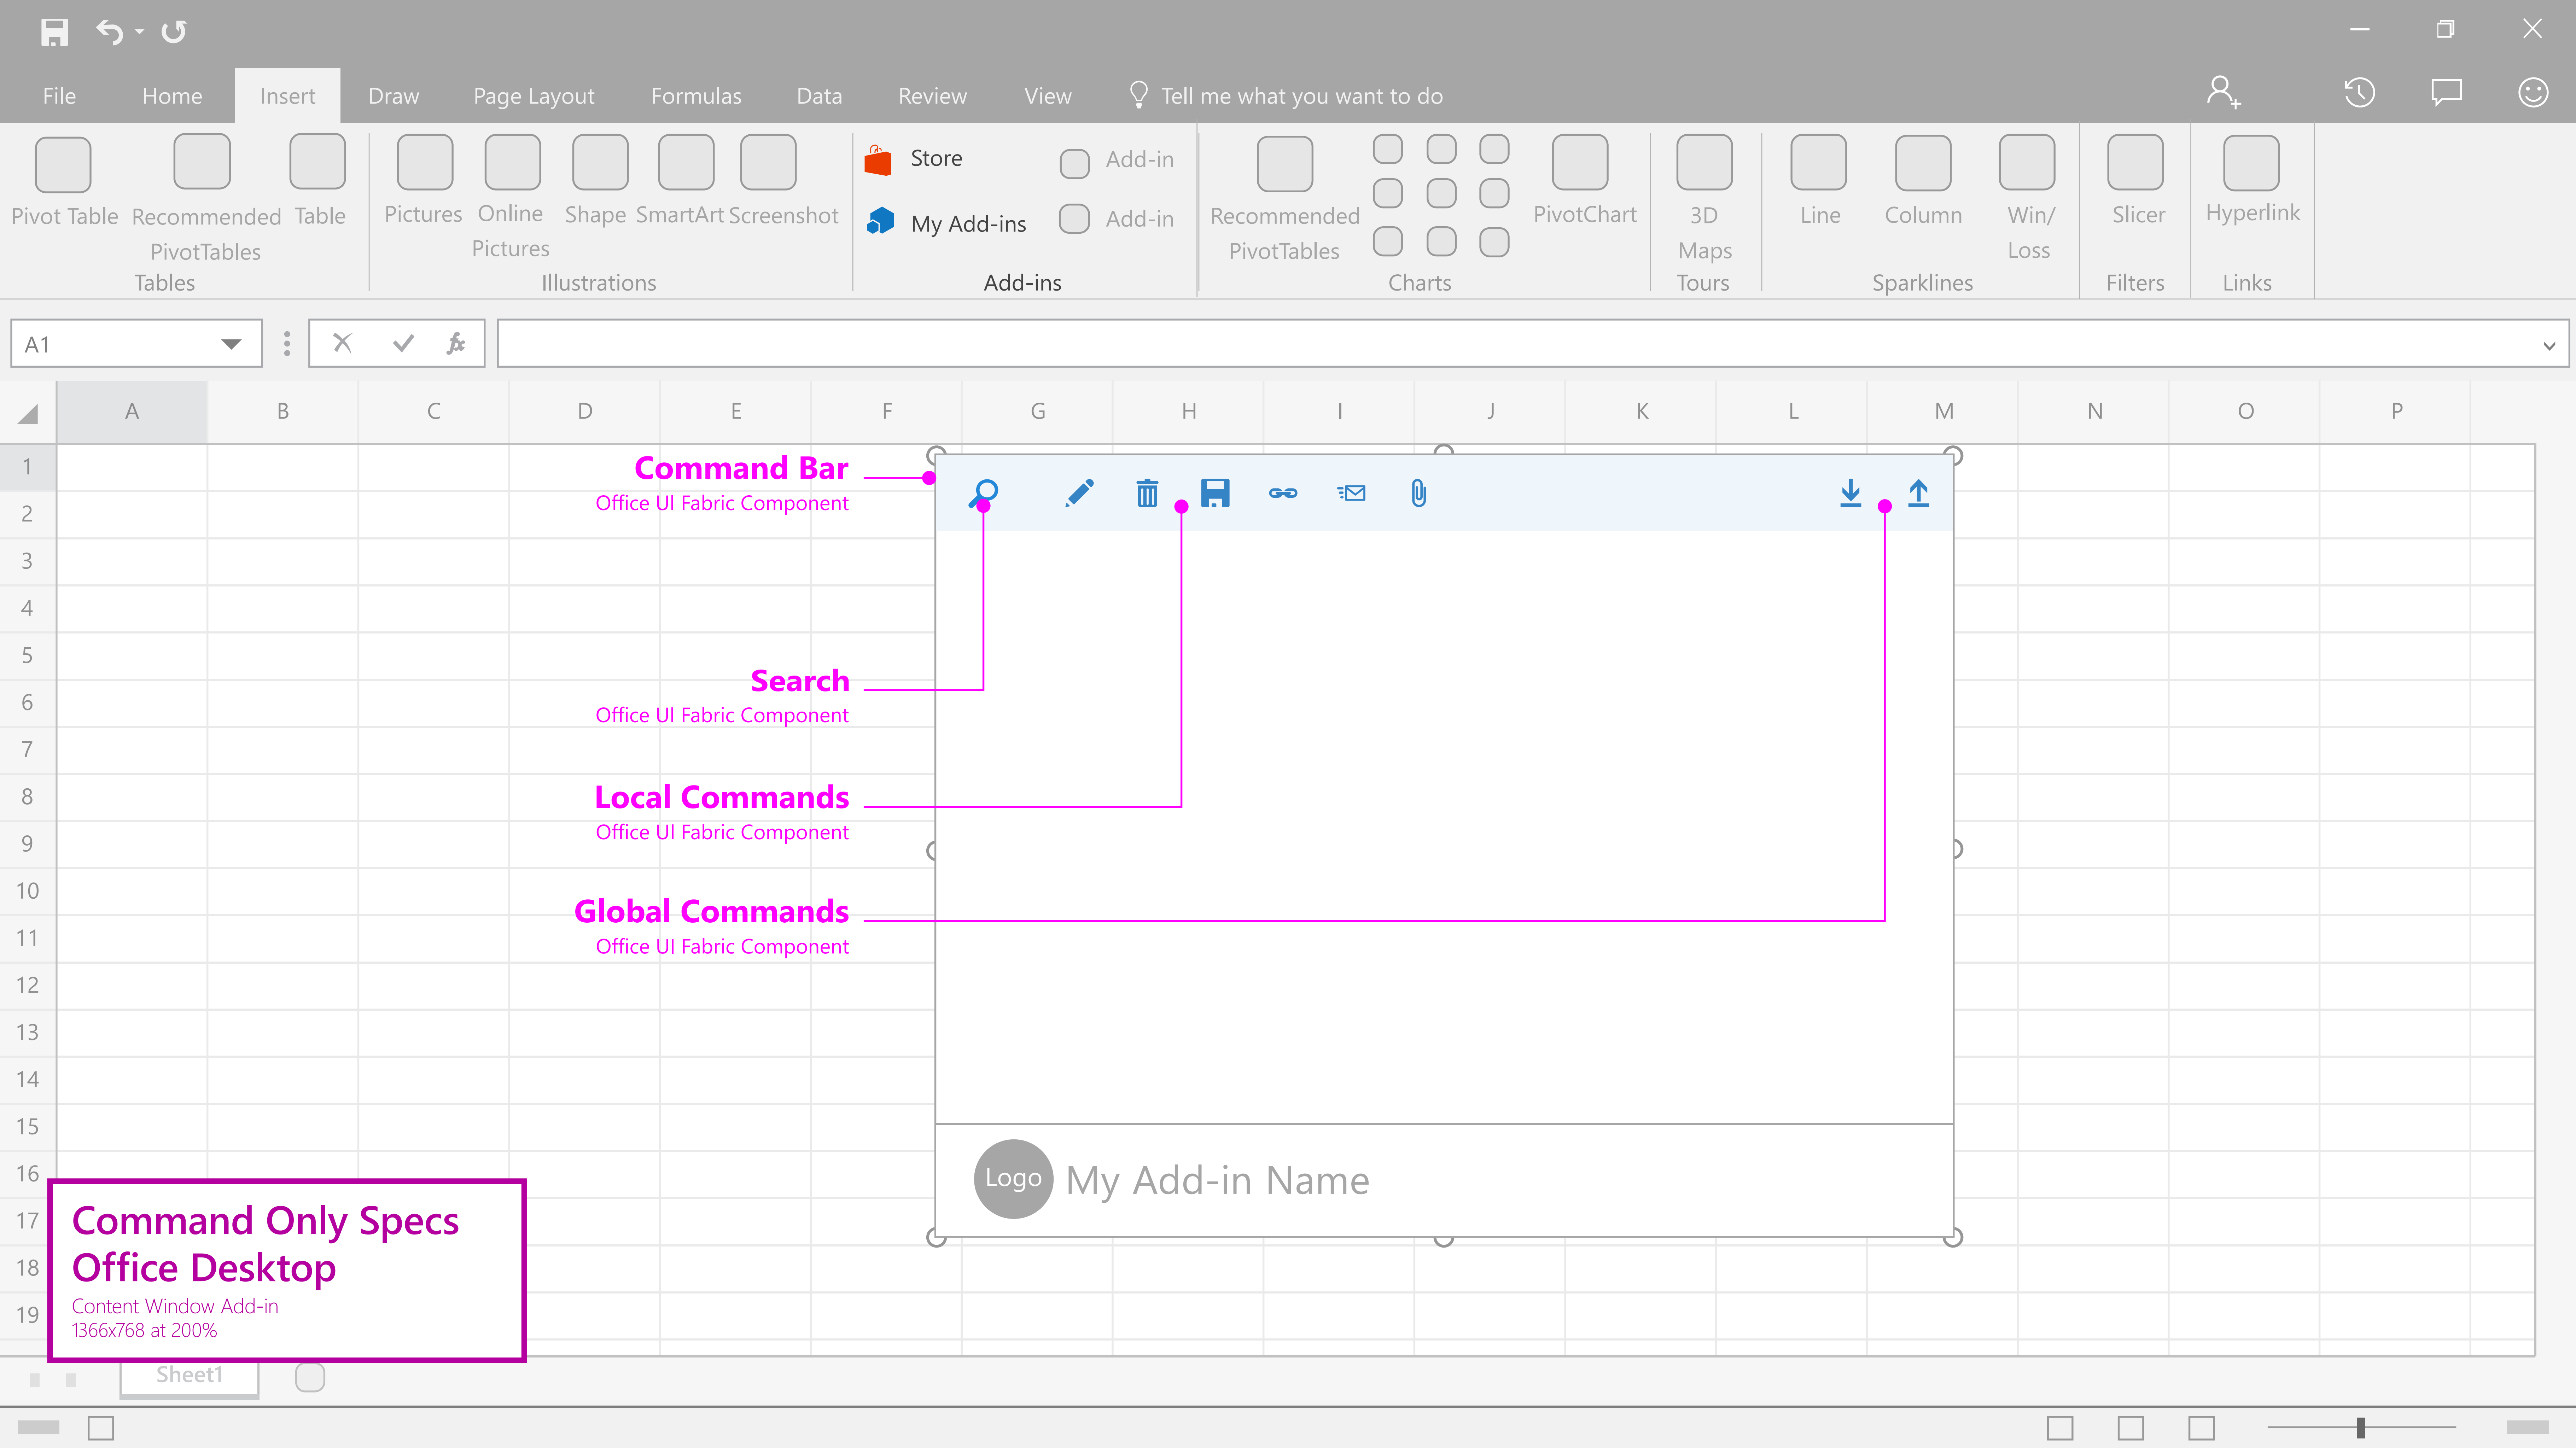 File Home Insert Draw Page Layout Formulas Data Review View Tell me what you want to do
Pivot Table
Recommended
PivotTables
Table
Tables
Pictures
Online
Pictures
Shape
SmartArt
Screenshot
Illustrations
Store
My Add-ins
Add-in
Add-in
Add-ins
Recommended
PivotTables
PivotChart
Charts
3D
Maps
Tours
Line
Column
Win/
Loss
Sparklines
Slicer
Filters
Hyperlink
Links
A1
fx
A B C D E F G H I J K L M N O P
1
2
3
4
5
6
7
8
9
10
11
12
13
14
15
16
17
18
19
Command Bar
Office UI Fabric Component
Search
Office UI Fabric Component
Local Commands
Office UI Fabric Component
Global Commands
Office UI Fabric Component
Logo
My Add-in Name
Command Only Specs
Office Desktop
Content Window Add-in
1366x768 at 200%
Sheet1